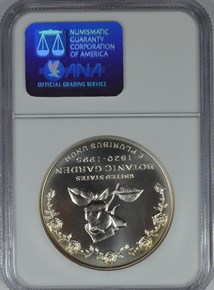 NUMISMATIC
GUARANTY
CORPORATION
OF AMERICA
ANA
OFFICIAL GRADING SERVICE
UNITED STATES
BOTANIC GARDEN
1820-1995
E PLURIBUS UNUM